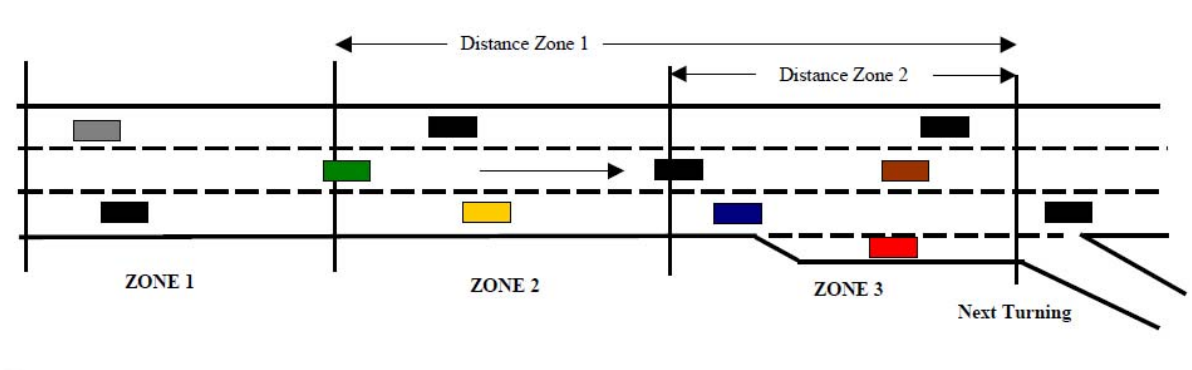 Distance Zone 1
Distance Zone 2
ZONE 1
ZONE 2
ZONE 3
Next Turning